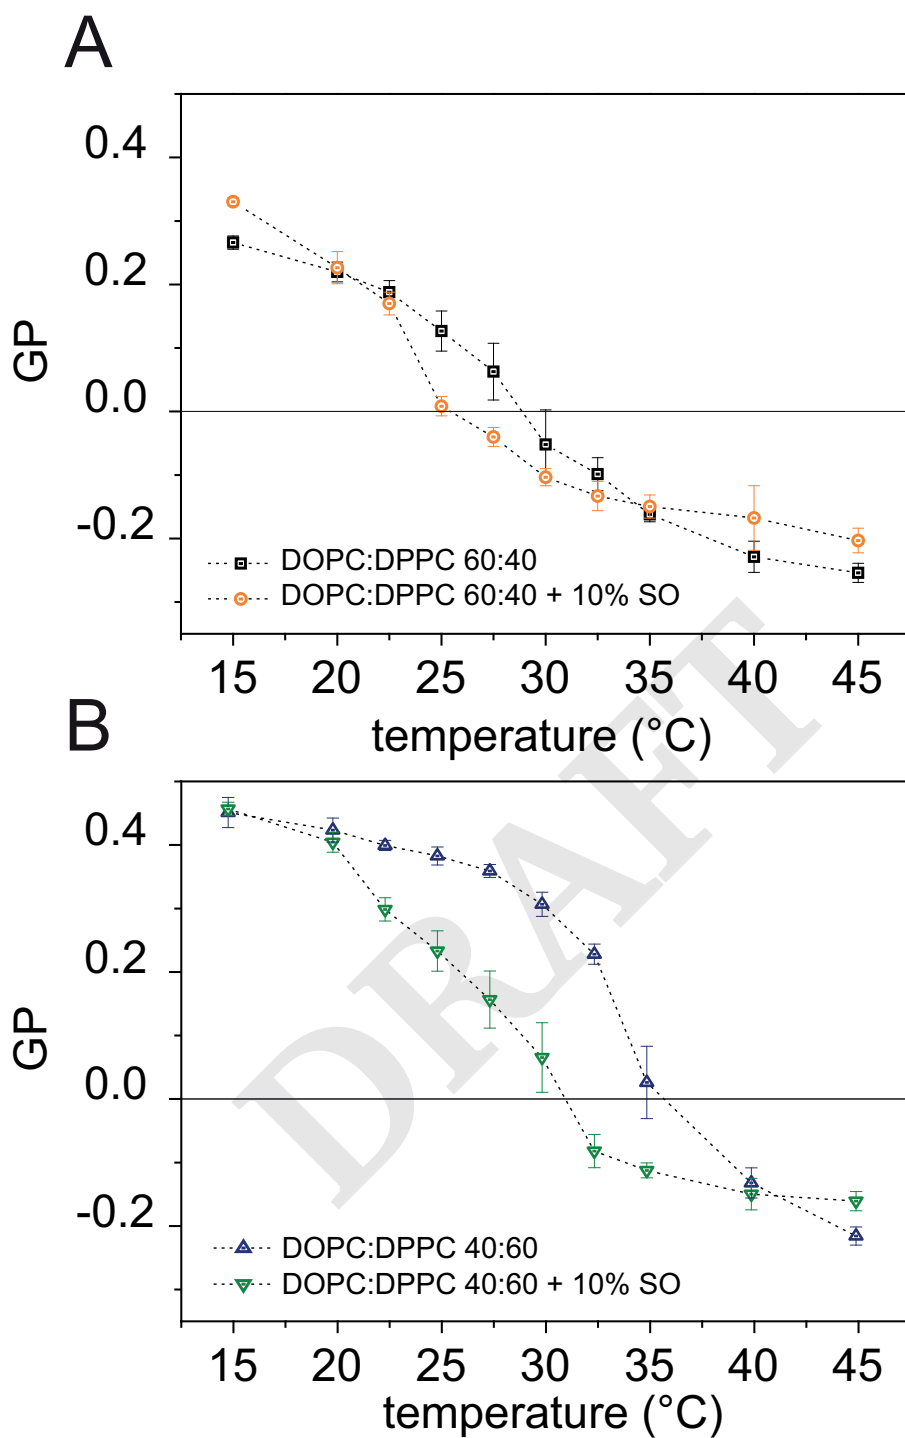 A
0.4
0.2
GP
0.0
-0.2
DOPC:DPPC 60:40
DOPC:DPPC 60:40 + 10% SO
15 20 25 30 35 40 45
temperature (°C)
B
0.4
0.2
GP
0.0
-0.2
DOPC:DPPC 40:60
DOPC:DPPC 40:60 + 10% SO
15 20 25 30 35 40 45
temperature (°C)
DRAFT